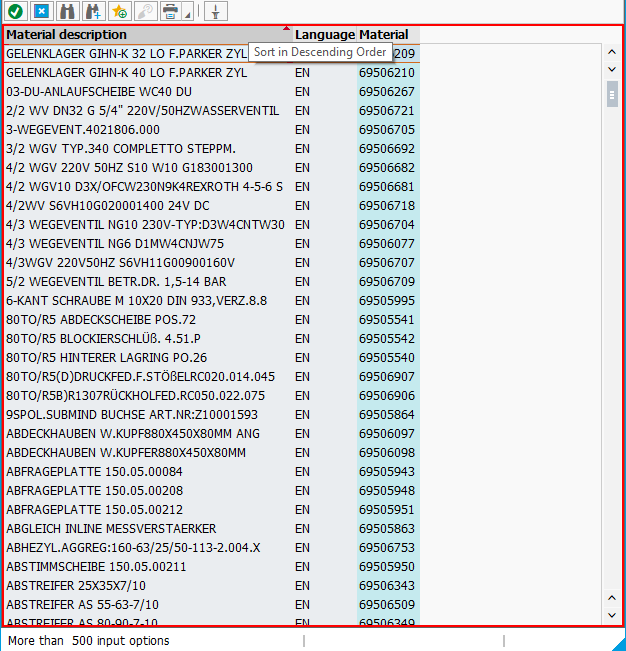 Material description Language Material
Sort in Descending Order
GELENKLAGER GIHN-K 32 LO F.PARKER ZYL 209
GELENKLAGER GIHN-K 40 LO F.PARKER ZYL EN 69506210
03-DU-ANLAUFSCHEIBE WC40 DU EN 69506267
2/2 WV DN32 G 5/4" 220V/50HZWASSERVENTIL EN 69506721
3-WEGEVENT.4021806.000 EN 69506705
3/2 WGV TYP.340 COMPLETTO STEPPM. EN 69506692
4/2 WGV 220V 50HZ S10 W10 G183001300 EN 69506682
4/2 WGV10 D3X/OFCW230N9K4REXROTH 4-5-6 S EN 69506681
4/2WV S6VH10G020001400 24V DC EN 69506718
4/3 WEGEVENTIL NG10 230V-TYP:D3W4CNTW30 EN 69506704
4/3 WEGEVENTIL NG6 D1MW4CNJW75 EN 69506077
4/3WGV 220V50HZ S6VH11G00900160V EN 69506707
5/2 WEGEVENTIL BETR.DR. 1,5-14 BAR EN 69506709
6-KANT SCHRAUBE M 10X20 DIN 933,VERZ.8.8 EN 69505995
80TO/R5 ABDECKSCHEIBE POS.72 EN 69505541
80TO/R5 BLOCKIERSCHLÜß. 4.51.P EN 69505542
80TO/R5 HINTERER LAGRING PO.26 EN 69505540
80TO/R5(D)DRUCKFED.F.STÖßELRC020.014.045 EN 69506907
80TO/R5B)R1307RÜCKHOLFED.RC050.022.075 EN 69506906
9SPOL.SUBMIND BUCHSE ART.NR:Z10001593 EN 69505864
ABDECKHAUBEN W.KUPF880X450X80MM ANG EN 69506097
ABDECKHAUBEN W.KUPFER880X450X80MM EN 69506098
ABFRAGEPLATTE 150.05.00084 EN 69505943
ABFRAGEPLATTE 150.05.00208 EN 69505948
ABFRAGEPLATTE 150.05.00212 EN 69505951
ABGLEICH INLINE MESSVERSTAERKER EN 69505863
ABHEZYL.AGGREG:160-63/25/50-113-2.004.X EN 69506753
ABSTIMMSCHEIBE 150.05.00211 EN 69505950
ABSTREIFER 25X35X7/10 EN 69506343
ABSTREIFER AS 55-63-7/10 EN 69506509
ABSTREIFER AS 80-90-7-10 EN 69506349
More than 500 input options